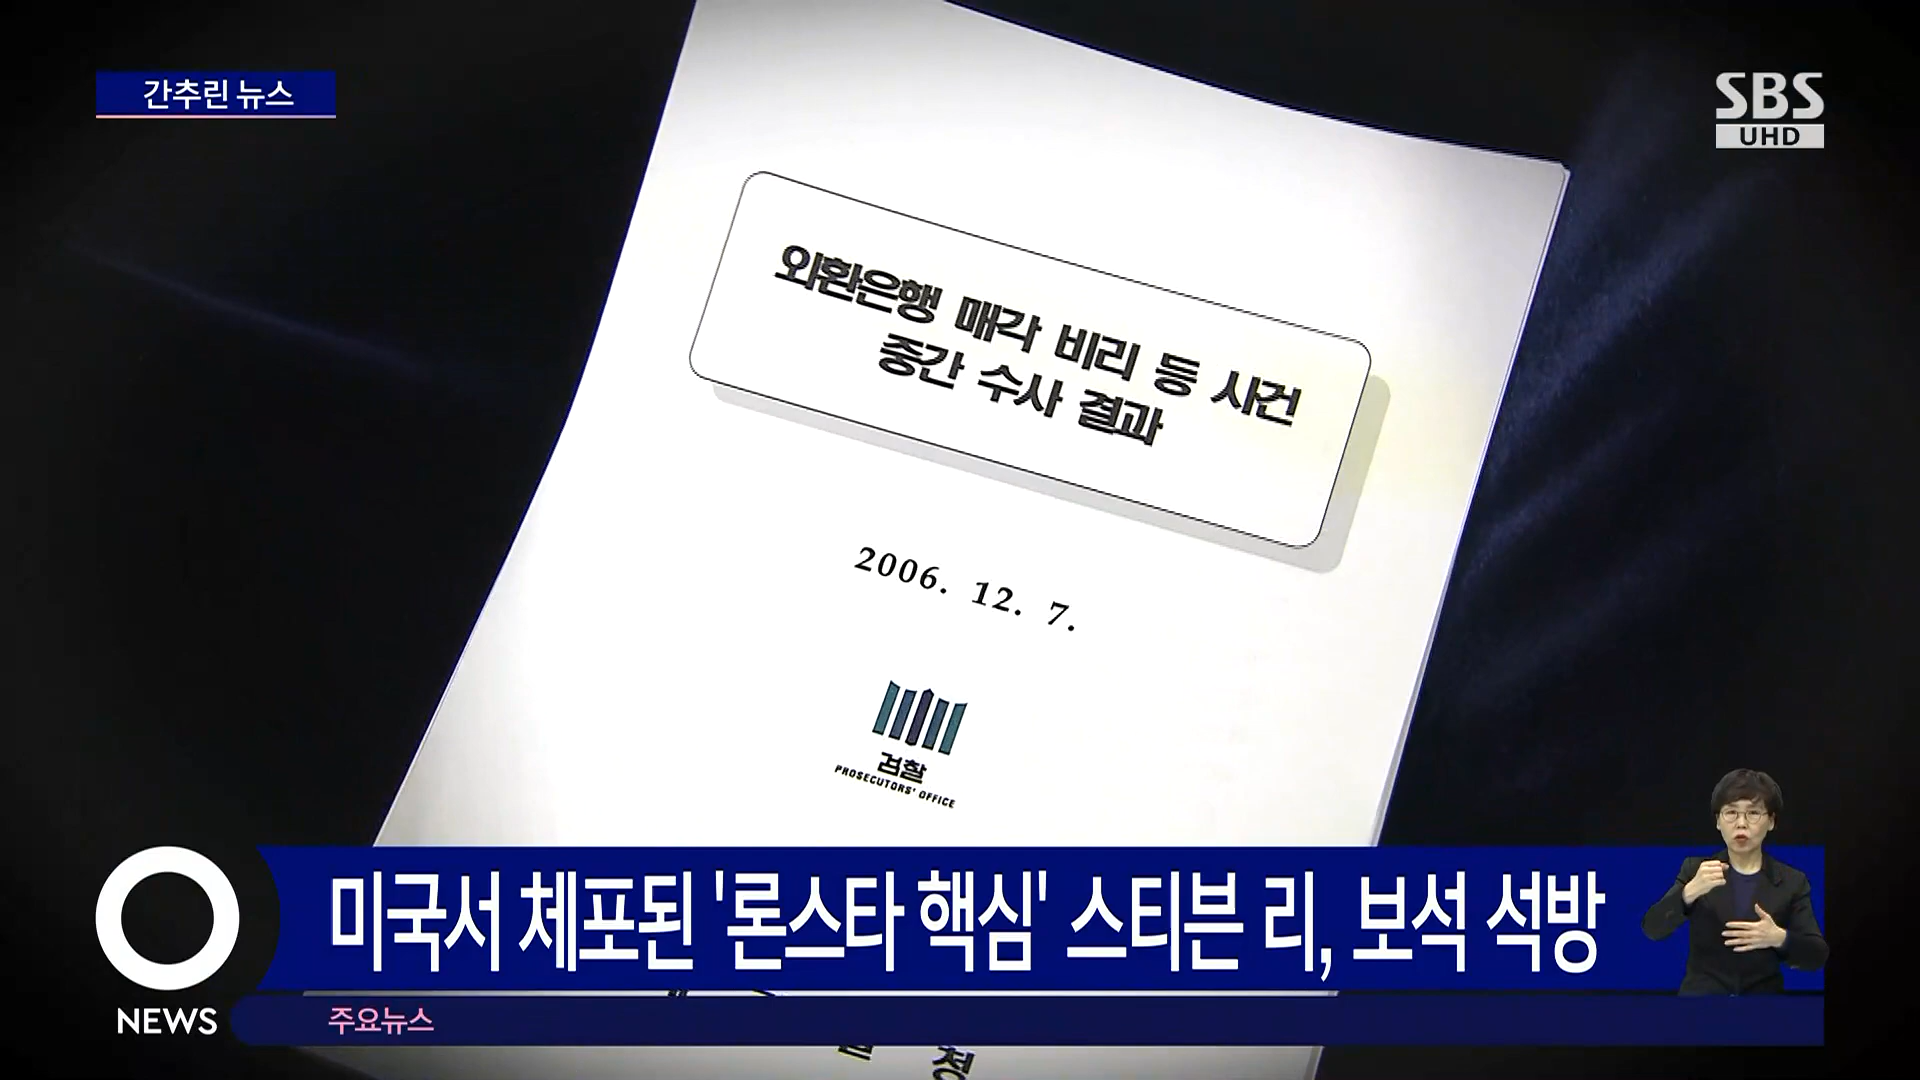 간추린 뉴스
SBS
UHD
외환은행 매각 비리 등 사건
중간 수사 결과
2006. 12. 7.
검찰
PROSECUTORS' OFFICE
미국서 체포된 '론스타 핵심' 스티븐 리, 보석 석방
NEWS
주요뉴스
청